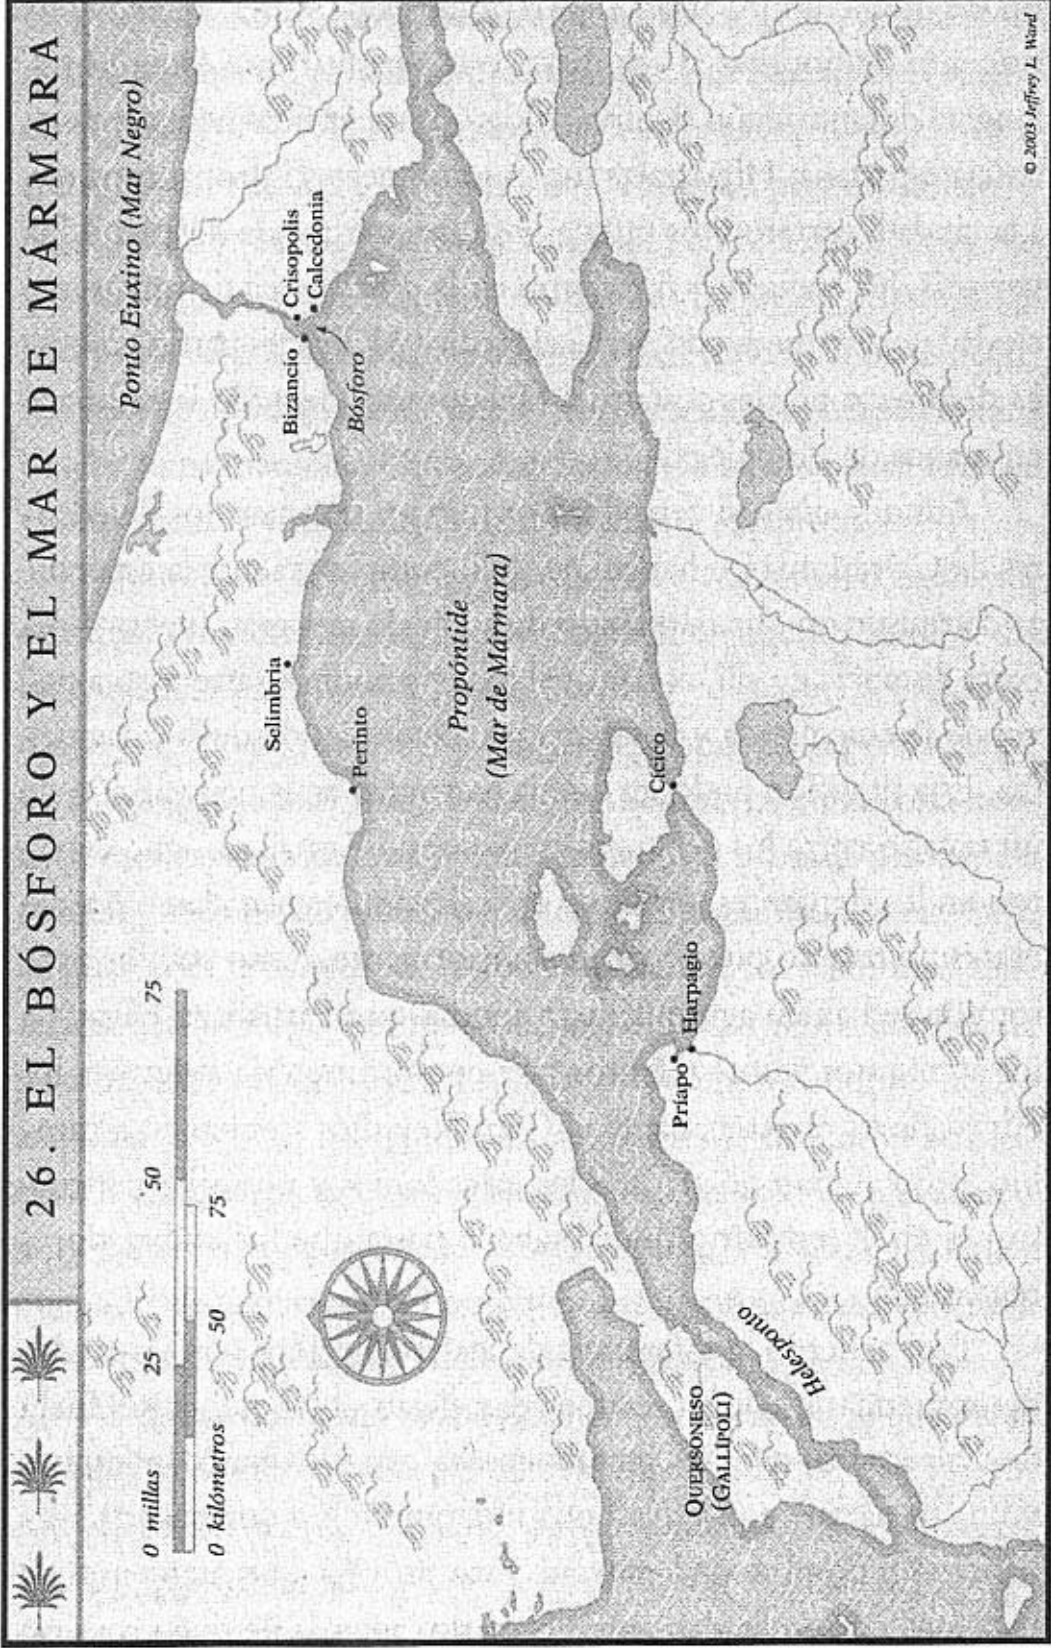 26. EL BÓSFORO Y EL MAR DE MÁRMARA
0 millas 25 50 75
0 kilómetros 50 75
Ponto Euxino (Mar Negro)
Crisopolis
Calcedonia
Bizancio
Bósforo
Selimbria
Perinto
Propóntide
(Mar de Mármara)
Cícico
Príapo
Harpagio
Helesponto
QUERSONESO
(GALLÍPOLI)
© 2003 Jeffrey L. Ward